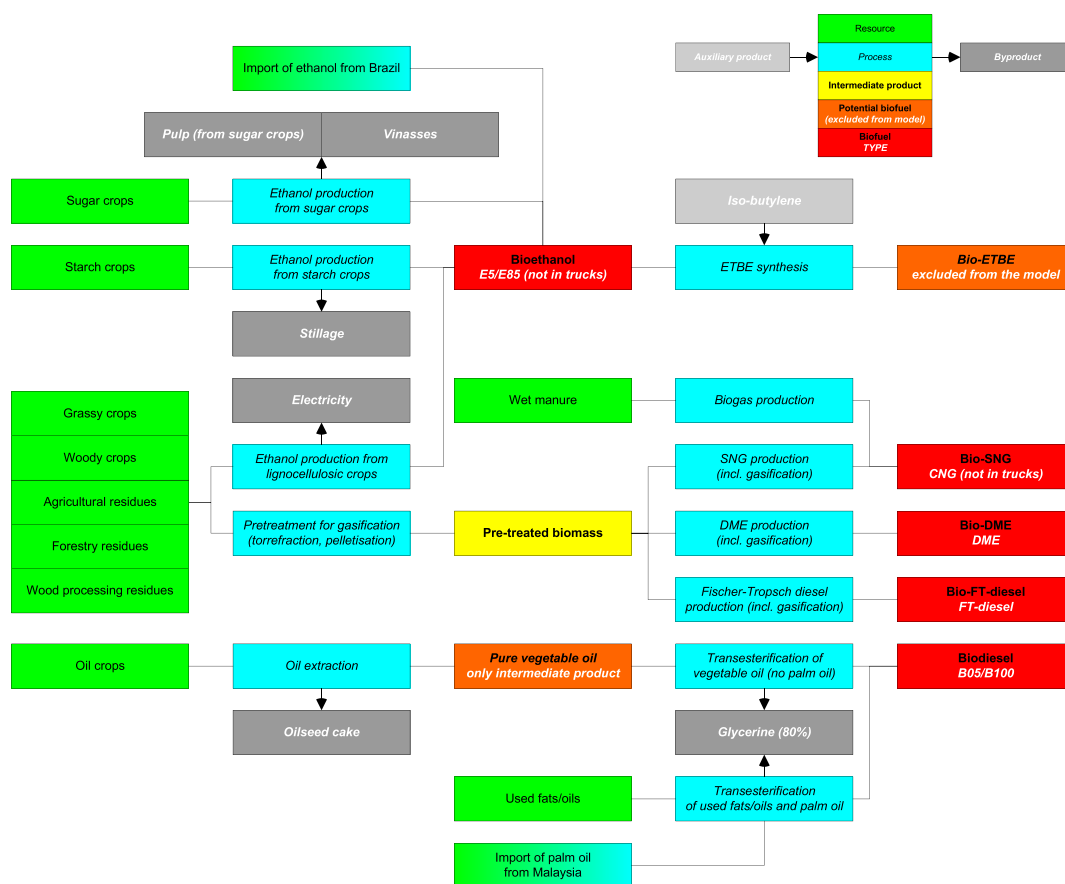 Resource
Import of ethanol from Brazil
Auxiliary product
Process
Byproduct
Intermediate product
Potential biofuel
(excluded from model)
Biofuel
TYPE
Pulp (from sugar crops)
Vinasses
Sugar crops
Ethanol production
from sugar crops
Iso-butylene
Starch crops
Ethanol production
from starch crops
Bioethanol
E5/E85 (not in trucks)
ETBE synthesis
Bio-ETBE
excluded from the model
Stillage
Electricity
Wet manure
Biogas production
Grassy crops
Woody crops
Agricultural residues
Forestry residues
Wood processing residues
Ethanol production from
lignocellulosic crops
SNG production
(incl. gasification)
Bio-SNG
CNG (not in trucks)
Pretreatment for gasification
(torrefraction, pelletisation)
Pre-treated biomass
DME production
(incl. gasification)
Bio-DME
DME
Fischer-Tropsch diesel
production (incl. gasification)
Bio-FT-diesel
FT-diesel
Oil crops
Oil extraction
Pure vegetable oil
only intermediate product
Transesterification of
vegetable oil (no palm oil)
Biodiesel
B05/B100
Oilseed cake
Glycerine (80%)
Used fats/oils
Transesterification
of used fats/oils and palm oil
Import of palm oil
from Malaysia